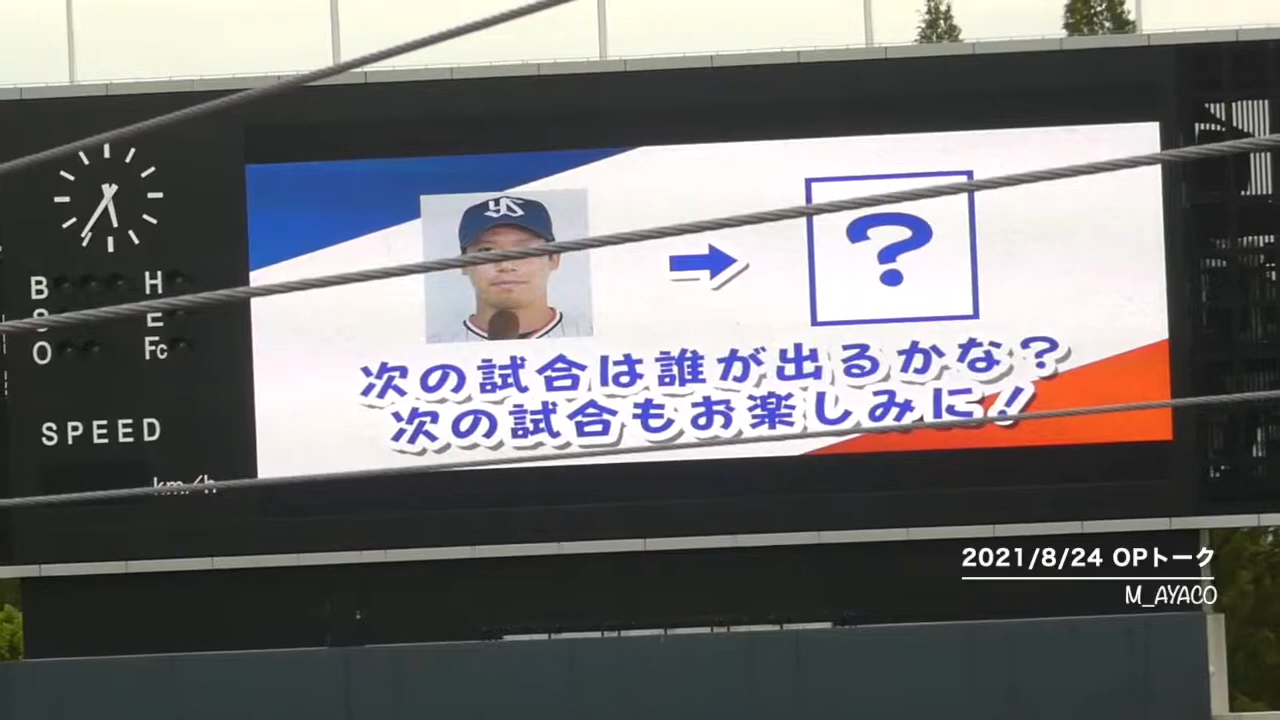 YS
?
次の試合は誰が出るかな?
次の試合もお楽しみに!
B H
S E
O Fc
SPEED
km/h
2021/8/24 OPトーク
M_AYACO